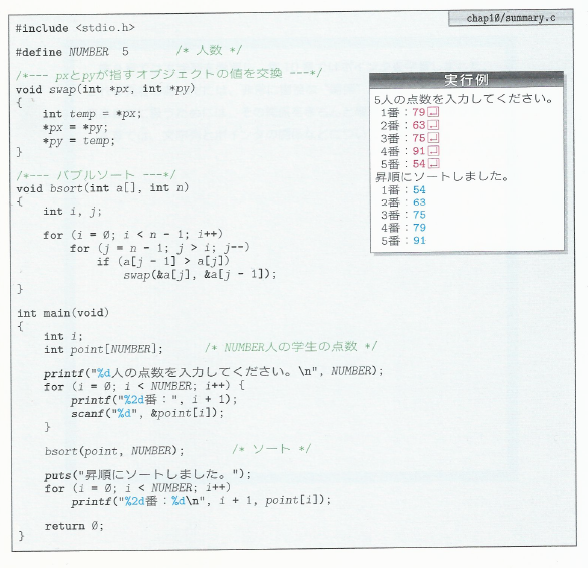 chap10/summary.c
#include <stdio.h>
#define NUMBER 5 /* 人数 */
/*--- pxとpyが指すオブジェクトの値を交換 ---*/
void swap(int *px, int *py)
{
int temp = *px;
*px = *py;
*py = temp;
}
/*--- バブルソート ---*/
void bsort(int a[], int n)
{
int i, j;
for (i = 0; i < n - 1; i++)
for (j = n - 1; j > i; j--)
if (a[j - 1] > a[j])
swap(&a[j], &a[j - 1]);
}
int main(void)
{
int i;
int point[NUMBER]; /* NUMBER人の学生の点数 */
printf("%d人の点数を入力してください。\n", NUMBER);
for (i = 0; i < NUMBER; i++) {
printf("%2d番：", i + 1);
scanf("%d", &point[i]);
}
bsort(point, NUMBER); /* ソート */
puts("昇順にソートしました。");
for (i = 0; i < NUMBER; i++)
printf("%2d番：%d\n", i + 1, point[i]);
return 0;
}
実行例
5人の点数を入力してください。
1番：79↵
2番：63↵
3番：75↵
4番：91↵
5番：54↵
昇順にソートしました。
1番：54
2番：63
3番：75
4番：79
5番：91